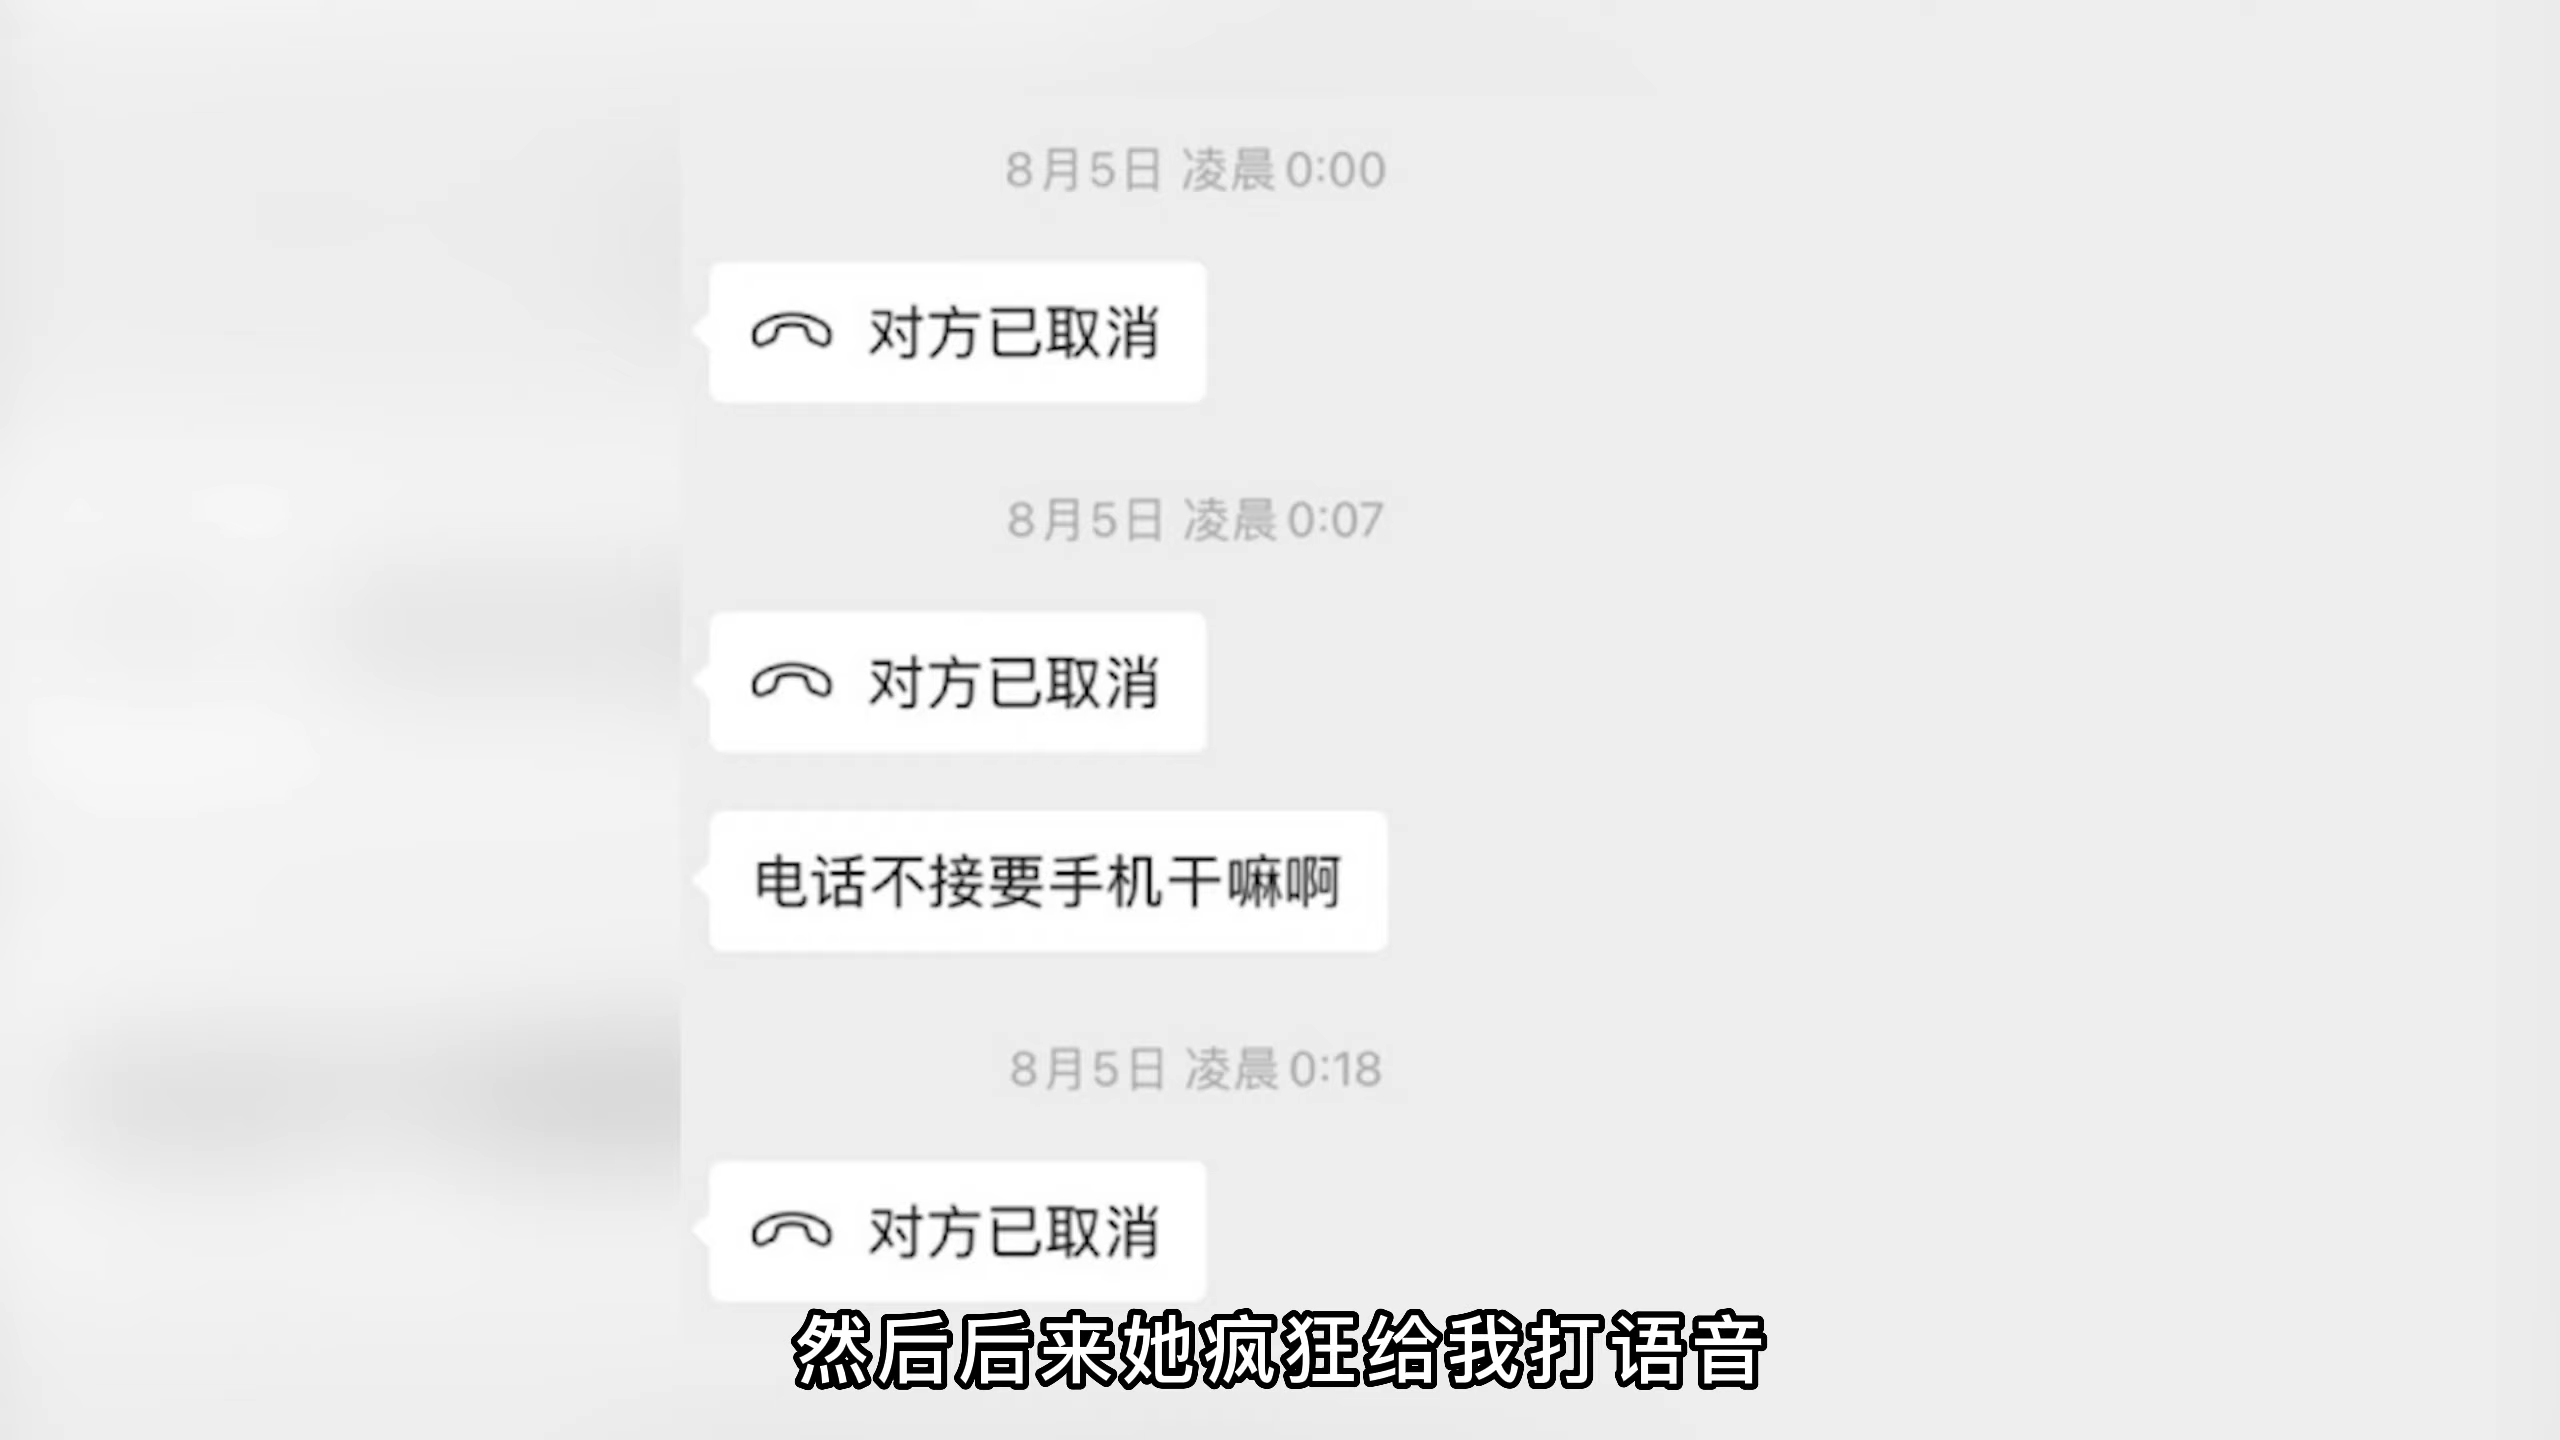 8月5日 凌晨0:00
对方已取消
8月5日 凌晨0:07
对方已取消
电话不接要手机干嘛啊
8月5日 凌晨0:18
对方已取消
然后后来她疯狂给我打语音